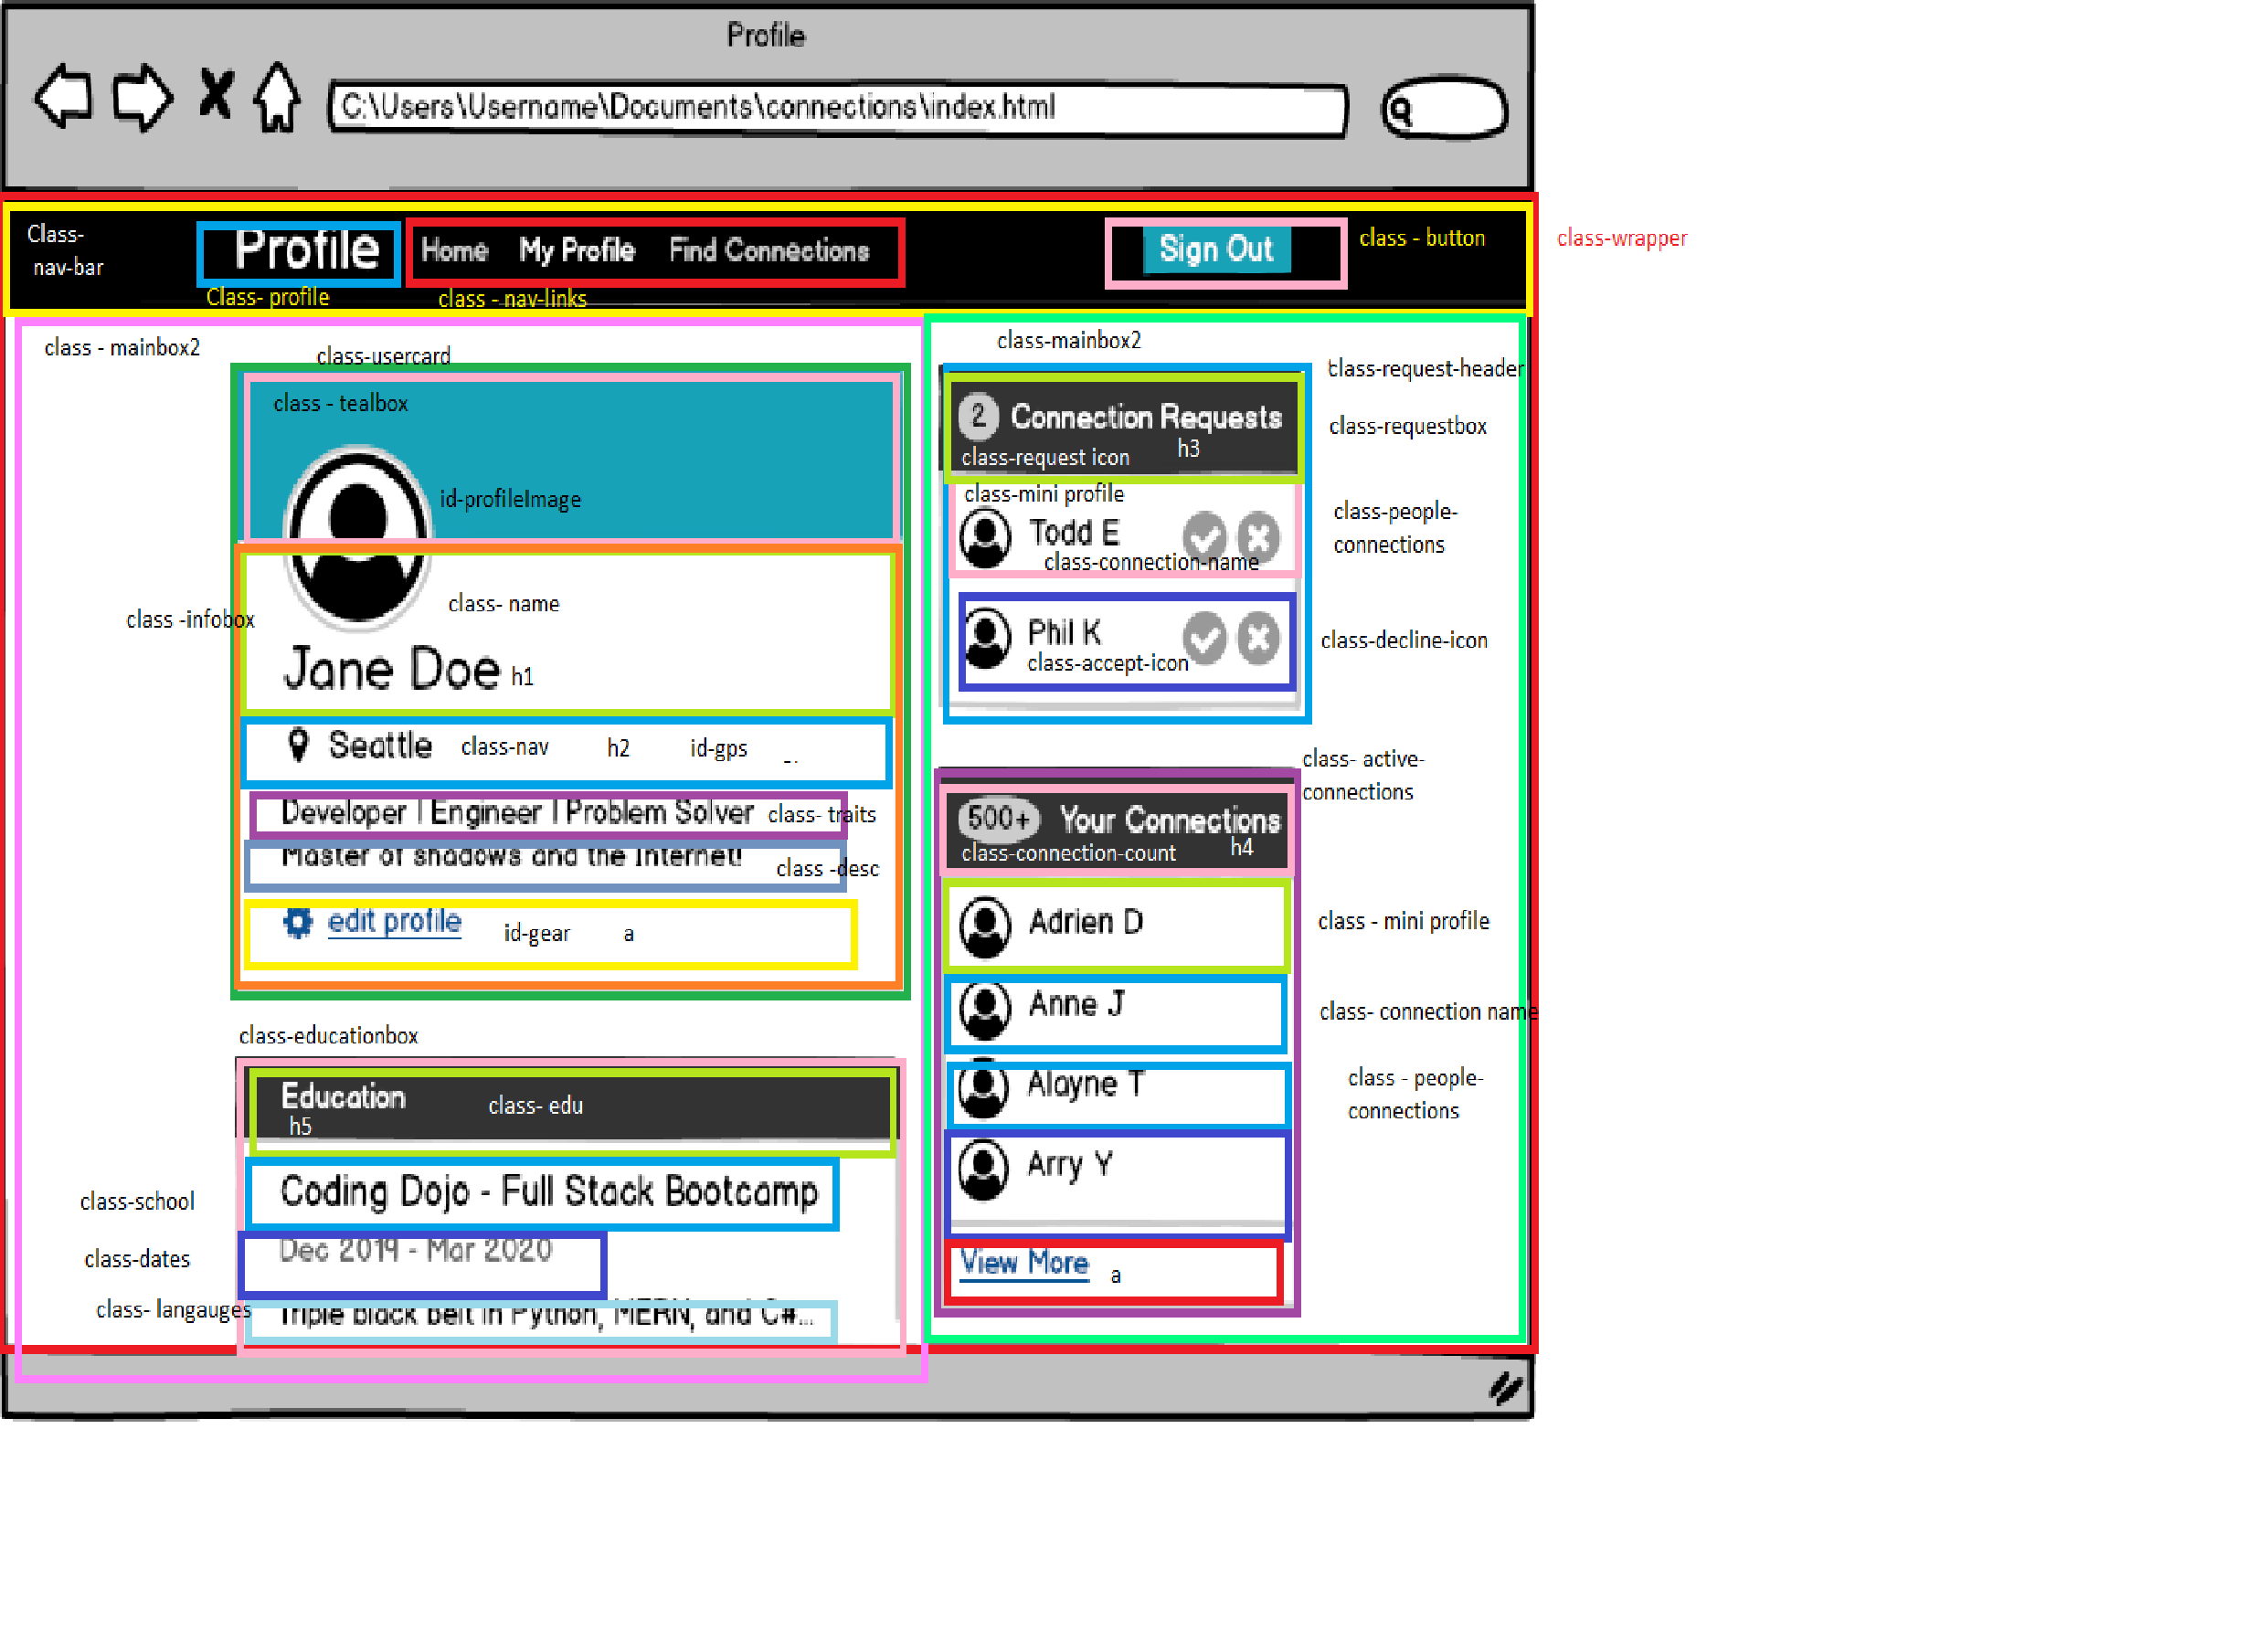 Profile
C:\Users\Username\Documents\connections\index.html
Class-
nav-bar
Profile
Home My Profile Find Connections
Sign Out
class - button
class-wrapper
Class- profile
class - nav-links
class - mainbox2
class-usercard
class - tealbox
id-profileImage
class -infobox
class- name
Jane Doe h1
Seattle class-nav h2 id-gps
Developer | Engineer | Problem Solver class- traits
Master of shadows and the Internet!
class -desc
edit profile id-gear a
class-educationbox
Education class- edu
h5
class-school
Coding Dojo - Full Stack Bootcamp
class-dates
Dec 2019 - Mar 2020
class- langauges
Triple black belt in Python, MERN, and C#...
class-mainbox2
class-request-header
2 Connection Requests
class-requestbox
class-request icon h3
class-mini profile
Todd E
class-people-
connections
class-connection-name
Phil K
class-decline-icon
class-accept-icon
class- active-
connections
500+ Your Connections
class-connection-count h4
Adrien D
class - mini profile
Anne J
class- connection name
Alayne T
class - people-
connections
Arry Y
View More a